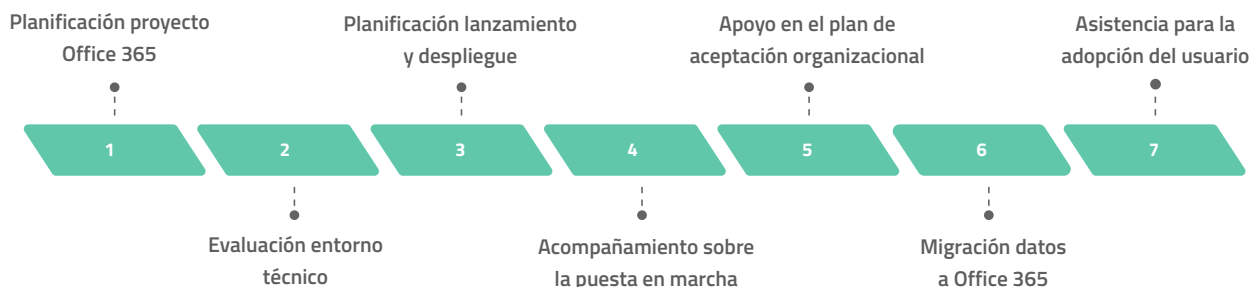 Planificación proyecto
Office 365
Planificación lanzamiento
y despliegue
Apoyo en el plan de
aceptación organizacional
Asistencia para la
adopción del usuario
1
2
3
4
5
6
7
Evaluación entorno
técnico
Acompañamiento sobre
la puesta en marcha
Migración datos
a Office 365